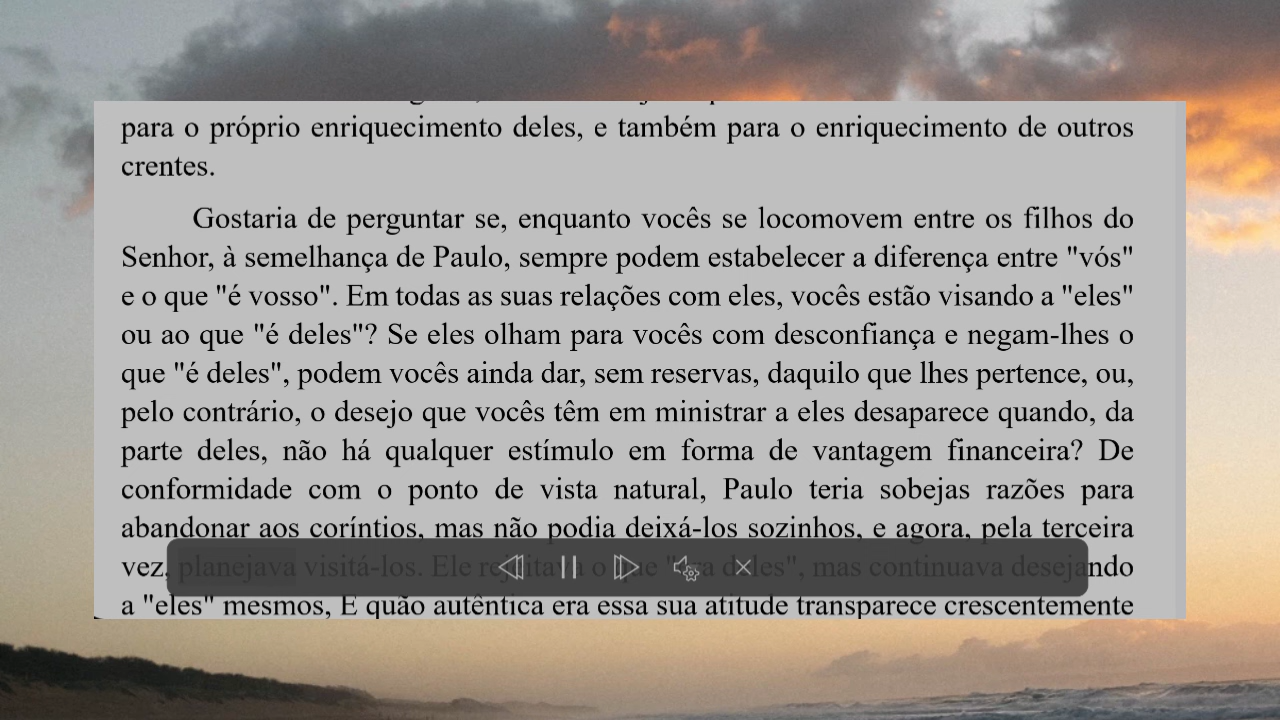 para o próprio enriquecimento deles, e também para o enriquecimento de outros
crentes.
Gostaria de perguntar se, enquanto vocês se locomovem entre os filhos do
Senhor, à semelhança de Paulo, sempre podem estabelecer a diferença entre "vós"
e o que "é vosso". Em todas as suas relações com eles, vocês estão visando a "eles"
ou ao que "é deles"? Se eles olham para vocês com desconfiança e negam-lhes o
que "é deles", podem vocês ainda dar, sem reservas, daquilo que lhes pertence, ou,
pelo contrário, o desejo que vocês têm em ministrar a eles desaparece quando, da
parte deles, não há qualquer estímulo em forma de vantagem financeira? De
conformidade com o ponto de vista natural, Paulo teria sobejas razões para
abandonar aos coríntios, mas não podia deixá-los sozinhos, e agora, pela terceira
vez, planejava visitá-los. Ele rejeitava o que "era deles", mas continuava desejando
a "eles" mesmos, E quão autêntica era essa sua atitude transparece crescentemente